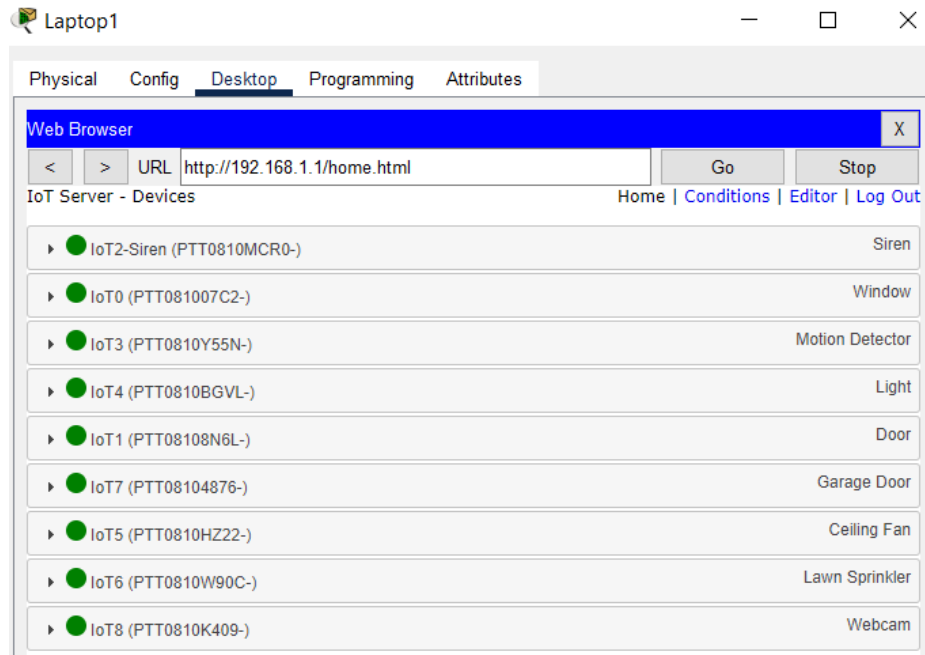 Laptop1
Physical Config Desktop Programming Attributes
Web Browser X
< > URL http://192.168.1.1/home.html Go Stop
IoT Server - Devices Home | Conditions | Editor | Log Out
IoT2-Siren (PTT0810MCR0-) Siren
IoT0 (PTT081007C2-) Window
IoT3 (PTT0810Y55N-) Motion Detector
IoT4 (PTT0810BGVL-) Light
IoT1 (PTT08108N6L-) Door
IoT7 (PTT08104876-) Garage Door
IoT5 (PTT0810HZ22-) Ceiling Fan
IoT6 (PTT0810W90C-) Lawn Sprinkler
IoT8 (PTT0810K409-) Webcam